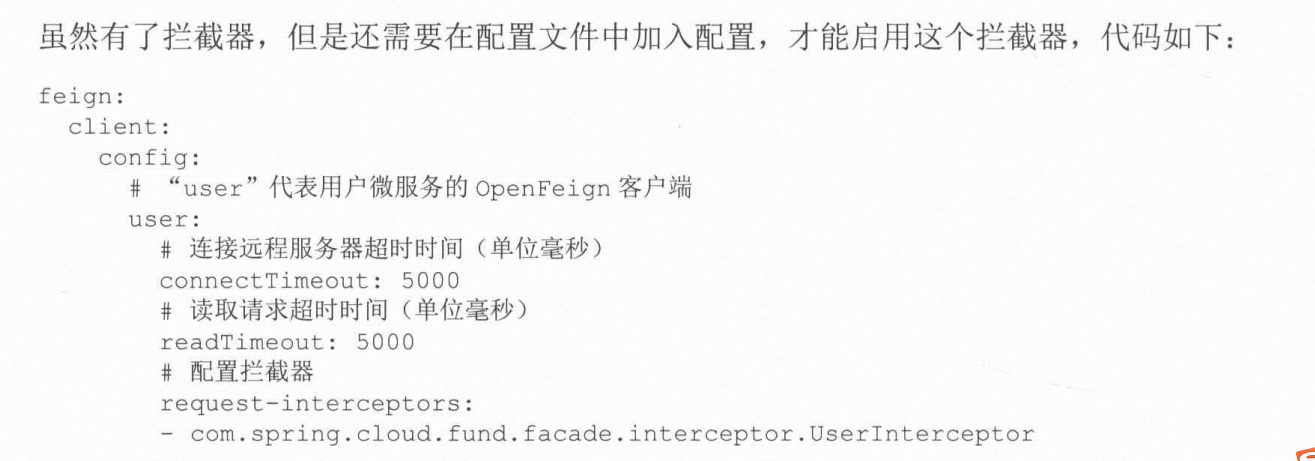 虽然有了拦截器，但是还需要在配置文件中加入配置，才能启用这个拦截器，代码如下：
feign:
  client:
    config:
      # “user”代表用户微服务的 OpenFeign 客户端
      user:
        # 连接远程服务器超时时间（单位毫秒）
        connectTimeout: 5000
        # 读取请求超时时间（单位毫秒）
        readTimeout: 5000
        # 配置拦截器
        request-interceptors:
        - com.spring.cloud.fund.facade.interceptor.UserInterceptor